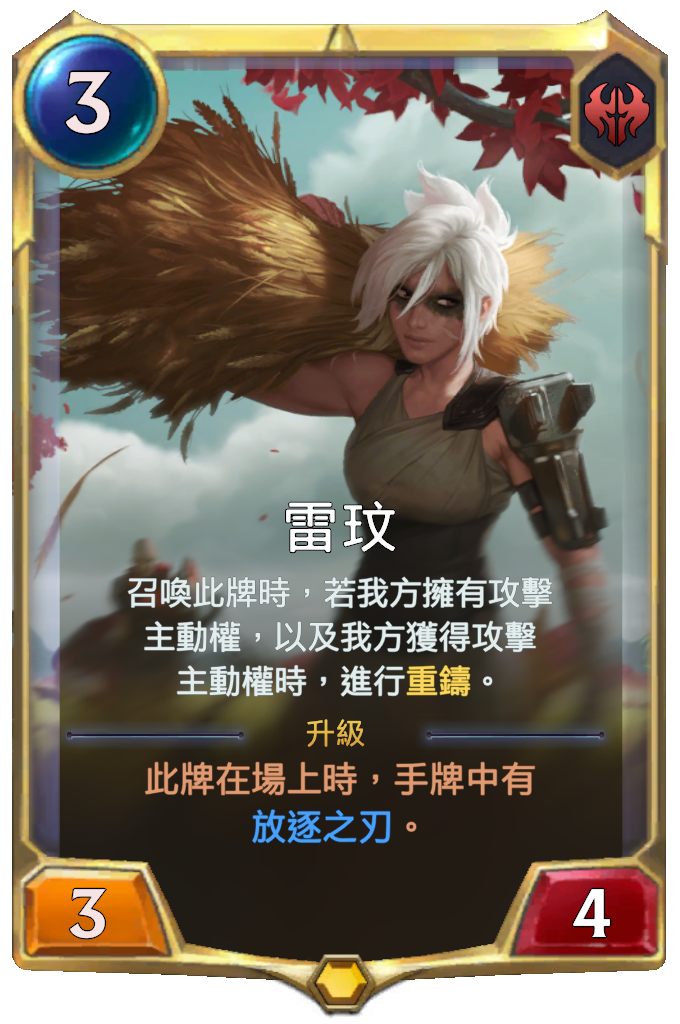 3
雷玟
召喚此牌時，若我方擁有攻擊
主動權，以及我方獲得攻擊
主動權時，進行重鑄。
升級
此牌在場上時，手牌中有
放逐之刃。
3
4